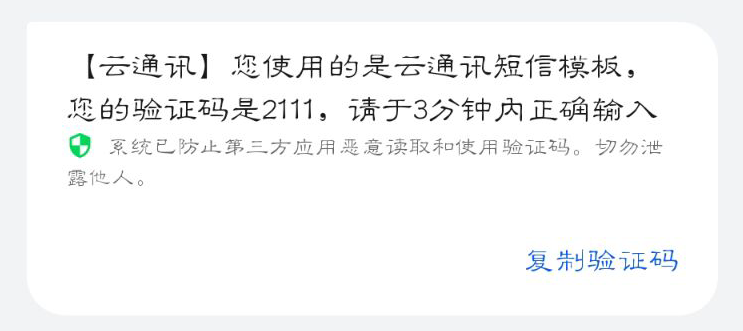 【云通讯】您使用的是云通讯短信模板，
您的验证码是2111，请于3分钟内正确输入
系统已防止第三方应用恶意读取和使用验证码。切勿泄
露他人。
复制验证码